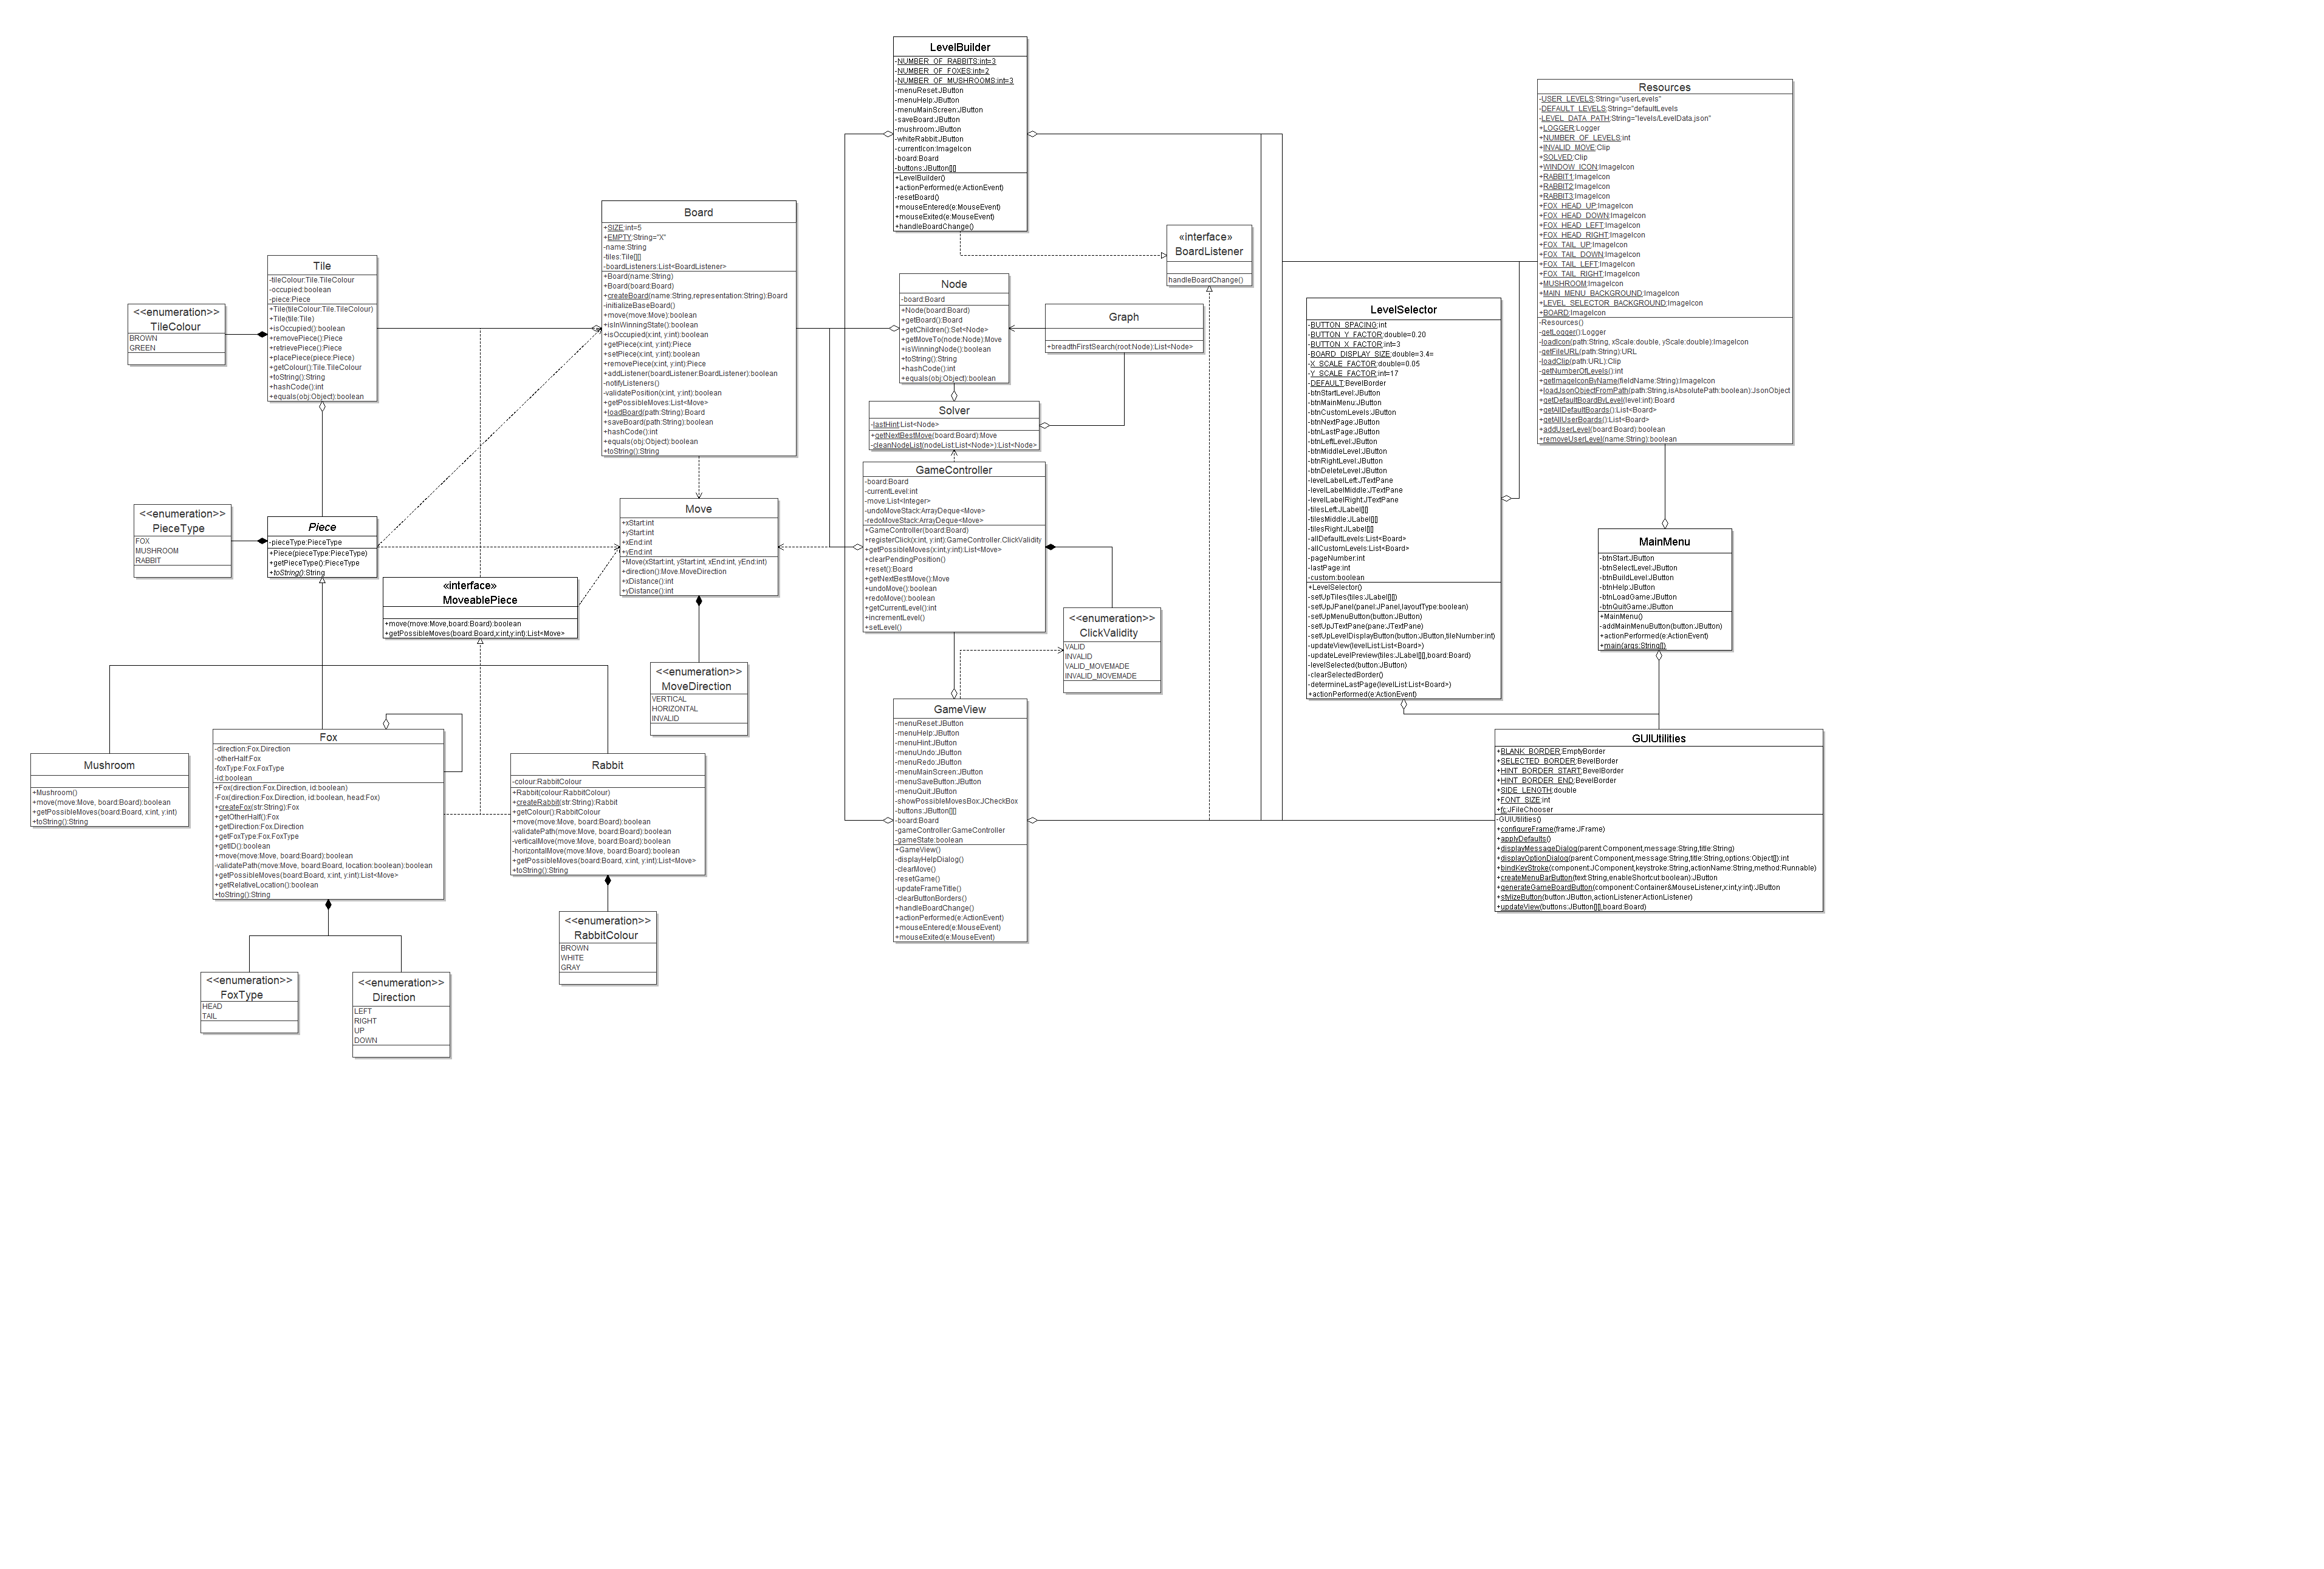 LevelBuilder
-NUMBER_OF_RABBITS:int=3
-NUMBER_OF_FOXES:int=2
-NUMBER_OF_MUSHROOMS:int=3
-menuReset:JButton
-menuHelp:JButton
-menuMainScreen:JButton
-saveBoard:JButton
-mushroom:JButton
-whiteRabbit:JButton
-currentIcon:ImageIcon
-board:Board
-buttons:JButton[][]
+LevelBuilder()
+actionPerformed(e:ActionEvent)
-resetBoard()
+mouseEntered(e:MouseEvent)
+mouseExited(e:MouseEvent)
+handleBoardChange()
Resources
-USER_LEVELS:String="userLevels"
-DEFAULT_LEVELS:String="defaultLevels
-LEVEL_DATA_PATH:String="levels/LevelData.json"
+LOGGER:Logger
+NUMBER_OF_LEVELS:int
+INVALID_MOVE:Clip
+SOLVED:Clip
+WINDOW_ICON:ImageIcon
+RABBIT1:ImageIcon
+RABBIT2:ImageIcon
+RABBIT3:ImageIcon
+FOX_HEAD_UP:ImageIcon
+FOX_HEAD_DOWN:ImageIcon
+FOX_HEAD_LEFT:ImageIcon
+FOX_HEAD_RIGHT:ImageIcon
+FOX_TAIL_UP:ImageIcon
+FOX_TAIL_DOWN:ImageIcon
+FOX_TAIL_LEFT:ImageIcon
+FOX_TAIL_RIGHT:ImageIcon
+MUSHROOM:ImageIcon
+MAIN_MENU_BACKGROUND:ImageIcon
+LEVEL_SELECTOR_BACKGROUND:ImageIcon
+BOARD:ImageIcon
-Resources()
-getLogger():Logger
-loadIcon(path:String, xScale:double, yScale:double):ImageIcon
-getFileURL(path:String):URL
-loadClip(path:URL):Clip
-getNumberOfLevels():int
+getImageIconByName(fieldName:String):ImageIcon
+loadJsonObjectFromPath(path:String,isAbsolutePath:boolean):JsonObject
+getDefaultBoardByLevel(level:int):Board
+getAllDefaultBoards():List<Board>
+getAllUserBoards():List<Board>
+addUserLevel(board:Board):boolean
+removeUserLevel(name:String):boolean
Board
+SIZE:int=5
+EMPTY:String="X"
-name:String
-tiles:Tile[][]
-boardListeners:List<BoardListener>
+Board(name:String)
+Board(board:Board)
+createBoard(name:String,representation:String):Board
-initializeBaseBoard()
+move(move:Move):boolean
+isInWinningState():boolean
+isOccupied(x:int, y:int):boolean
+getPiece(x:int, y:int):Piece
+setPiece(x:int, y:int):boolean
+removePiece(x:int, y:int):Piece
+addListener(boardListener:BoardListener):boolean
-notifyListeners()
-validatePosition(x:int, y:int):boolean
+getPossibleMoves:List<Move>
+loadBoard(path:String):Board
+saveBoard(path:String):boolean
+hashCode():int
+equals(obj:Object):boolean
+toString():String
«interface»
BoardListener
handleBoardChange()
Tile
-tileColour:Tile.TileColour
-occupied:boolean
-piece:Piece
+Tile(tileColour:Tile.TileColour)
+Tile(tile:Tile)
+isOccupied():boolean
+removePiece():Piece
+retrievePiece():Piece
+placePiece(piece:Piece)
+getColour():Tile.TileColour
+toString():String
+hashCode():int
+equals(obj:Object):boolean
<<enumeration>>
TileColour
BROWN
GREEN
Node
-board:Board
+Node(board:Board)
+getBoard():Board
+getChildren():Set<Node>
+getMoveTo(node:Node):Move
+isWinningNode():boolean
+toString():String
+hashCode():int
+equals(obj:Object):boolean
Graph
+breadthFirstSearch(root:Node):List<Node>
LevelSelector
-BUTTON_SPACING:int
-BUTTON_Y_FACTOR:double=0.20
-BUTTON_X_FACTOR:int=3
-BOARD_DISPLAY_SIZE:double=3.4=
-X_SCALE_FACTOR:double=0.05
-Y_SCALE_FACTOR:int=17
-DEFAULT:BevelBorder
-btnStartLevel:JButton
-btnMainMenu:JButton
-btnCustomLevels:JButton
-btnNextPage:JButton
-btnLastPage:JButton
-btnLeftLevel:JButton
-btnMiddleLevel:JButton
-btnRightLevel:JButton
-btnDeleteLevel:JButton
-levelLabelLeft:JTextPane
-levelLabelMiddle:JTextPane
-levelLabelRight:JTextPane
-tilesLeft:JLabel[][]
-tilesMiddle:JLabel[][]
-tilesRight:JLabel[][]
-allDefaultLevels:List<Board>
-allCustomLevels:List<Board>
-pageNumber:int
-lastPage:int
-custom:boolean
+LevelSelector()
-setUpTiles(tiles:JLabel[][])
-setUpJPanel(panel:JPanel,layoutType:boolean)
-setUpMenuButton(button:JButton)
-setUpJTextPane(pane:JTextPane)
-setUpLevelDisplayButton(button:JButton,tileNumber:int)
-updateView(levelList:List<Board>)
-updateLevelPreview(tiles:JLabel[][],board:Board)
-levelSelected(button:JButton)
-clearSelectedBorder()
-determineLastPage(levelList:List<Board>)
+actionPerformed(e:ActionEvent)
Solver
-lastHint:List<Node>
+getNextBestMove(board:Board):Move
-cleanNodeList(nodeList:List<Node>):List<Node>
GameController
-board:Board
-currentLevel:int
-move:List<Integer>
-undoMoveStack:ArrayDeque<Move>
-redoMoveStack:ArrayDeque<Move>
+GameController(board:Board)
+registerClick(x:int, y:int):GameController.ClickValidity
+getPossibleMoves(x:int,y:int):List<Move>
+clearPendingPosition()
+reset():Board
+getNextBestMove():Move
+undoMove():boolean
+redoMove():boolean
+getCurrentLevel():int
+incrementLevel()
+setLevel()
Move
+xStart:int
+yStart:int
+xEnd:int
+yEnd:int
+Move(xStart:int, yStart:int, xEnd:int, yEnd:int)
+direction():Move.MoveDirection
+xDistance():int
+yDistance():int
<<enumeration>>
PieceType
FOX
MUSHROOM
RABBIT
Piece
-pieceType:PieceType
+Piece(pieceType:PieceType)
+getPieceType():PieceType
+toString():String
«interface»
MoveablePiece
+move(move:Move,board:Board):boolean
+getPossibleMoves(board:Board,x:int,y:int):List<Move>
MainMenu
-btnStart:JButton
-btnSelectLevel:JButton
-btnBuildLevel:JButton
-btnHelp:JButton
-btnLoadGame:JButton
-btnQuitGame:JButton
+MainMenu()
-addMainMenuButton(button:JButton)
+actionPerformed(e:ActionEvent)
+main(args:String[])
<<enumeration>>
ClickValidity
VALID
INVALID
VALID_MOVEMADE
INVALID_MOVEMADE
<<enumeration>>
MoveDirection
VERTICAL
HORIZONTAL
INVALID
GameView
-menuReset:JButton
-menuHelp:JButton
-menuHint:JButton
-menuUndo:JButton
-menuRedo:JButton
-menuMainScreen:JButton
-menuSaveButton:JButton
-menuQuit:JButton
-showPossibleMovesBox:JCheckBox
-buttons:JButton[][]
-board:Board
-gameController:GameController
-gameState:boolean
+GameView()
-displayHelpDialog()
-clearMove()
-resetGame()
-updateFrameTitle()
-clearButtonBorders()
+handleBoardChange()
+actionPerformed(e:ActionEvent)
+mouseEntered(e:MouseEvent)
+mouseExited(e:MouseEvent)
GUIUtilities
+BLANK_BORDER:EmptyBorder
+SELECTED_BORDER:BevelBorder
+HINT_BORDER_START:BevelBorder
+HINT_BORDER_END:BevelBorder
+SIDE_LENGTH:double
+FONT_SIZE:int
+fc:JFileChooser
-GUIUtilities()
+configureFrame(frame:JFrame)
+applyDefaults()
+displayMessageDialog(parent:Component,message:String,title:String)
+displayOptionDialog(parent:Component,message:String,title:String,options:Object[]):int
+bindKeyStroke(component:JComponent,keystroke:String,actionName:String,method:Runnable)
+createMenuBarButton(text:String,enableShortcut:boolean):JButton
+generateGameBoardButton(component:Container&MouseListener,x:int,y:int):JButton
+stylizeButton(button:JButton,actionListener:ActionListener)
+updateView(buttons:JButton[][],board:Board)
Mushroom
+Mushroom()
+move(move:Move, board:Board):boolean
+getPossibleMoves(board:Board, x:int, y:int)
+toString():String
Fox
-direction:Fox.Direction
-otherHalf:Fox
-foxType:Fox.FoxType
-id:boolean
+Fox(direction:Fox.Direction, id:boolean)
-Fox(direction:Fox.Direction, id:boolean, head:Fox)
+createFox(str:String):Fox
+getOtherHalf():Fox
+getDirection:Fox.Direction
+getFoxType:Fox.FoxType
+getID():boolean
+move(move:Move, board:Board):boolean
-validatePath(move:Move, board:Board, location:boolean):boolean
+getPossibleMoves(board:Board, x:int, y:int):List<Move>
+getRelativeLocation():boolean
+toString():String
Rabbit
-colour:RabbitColour
+Rabbit(colour:RabbitColour)
+createRabbit(str:String):Rabbit
+getColour():RabbitColour
+move(move:Move, board:Board):boolean
-validatePath(move:Move, board:Board):boolean
-verticalMove(move:Move, board:Board):boolean
-horizontalMove(move:Move, board:Board):boolean
+getPossibleMoves(board:Board, x:int, y:int):List<Move>
+toString():String
<<enumeration>>
RabbitColour
BROWN
WHITE
GRAY
<<enumeration>>
FoxType
HEAD
TAIL
<<enumeration>>
Direction
LEFT
RIGHT
UP
DOWN